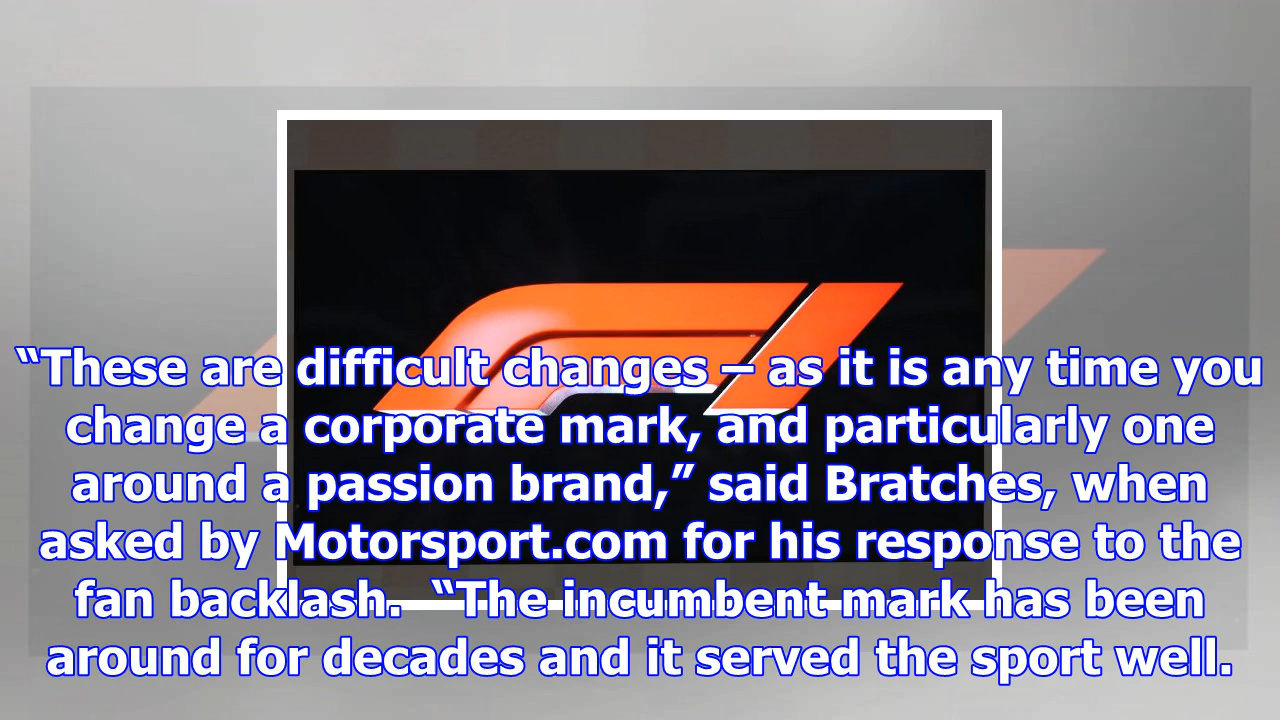 “These are difficult changes – as it is any time you
change a corporate mark, and particularly one
around a passion brand,” said Bratches, when
asked by Motorsport.com for his response to the
fan backlash.  “The incumbent mark has been
around for decades and it served the sport well.